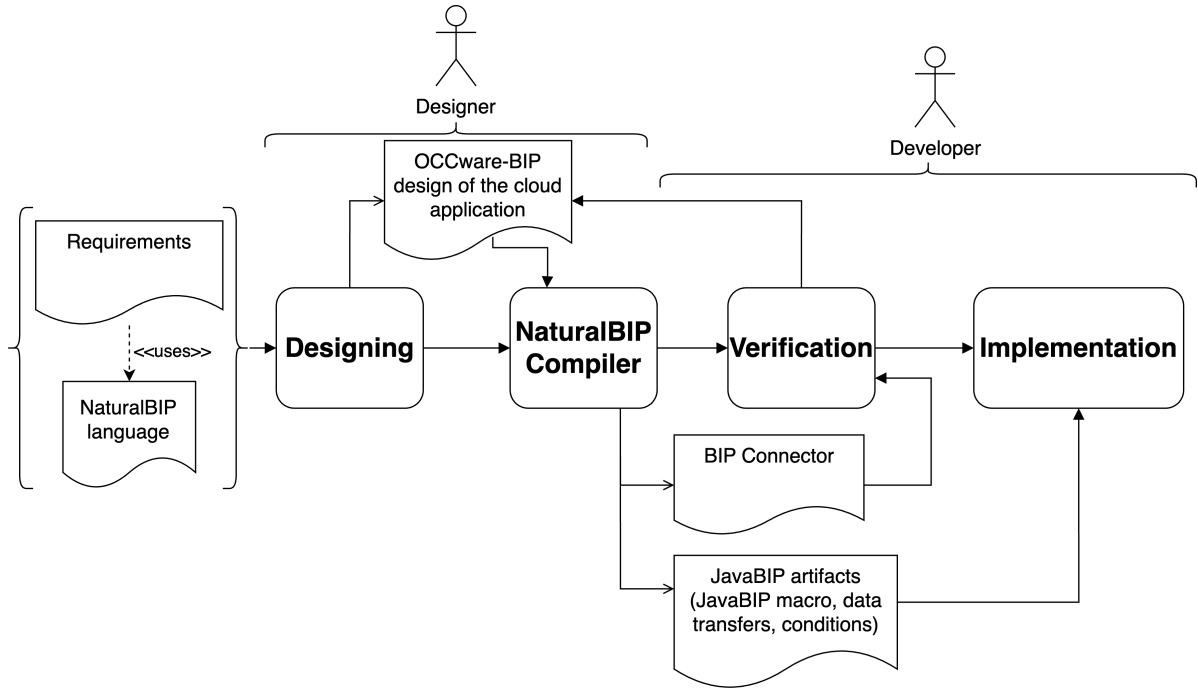 Designer
Developer
OCCware-BIP
design of the cloud
application
Requirements
<<uses>>
NaturalBIP
language
Designing
NaturalBIP
Compiler
Verification
Implementation
BIP Connector
JavaBIP artifacts
(JavaBIP macro, data
transfers, conditions)